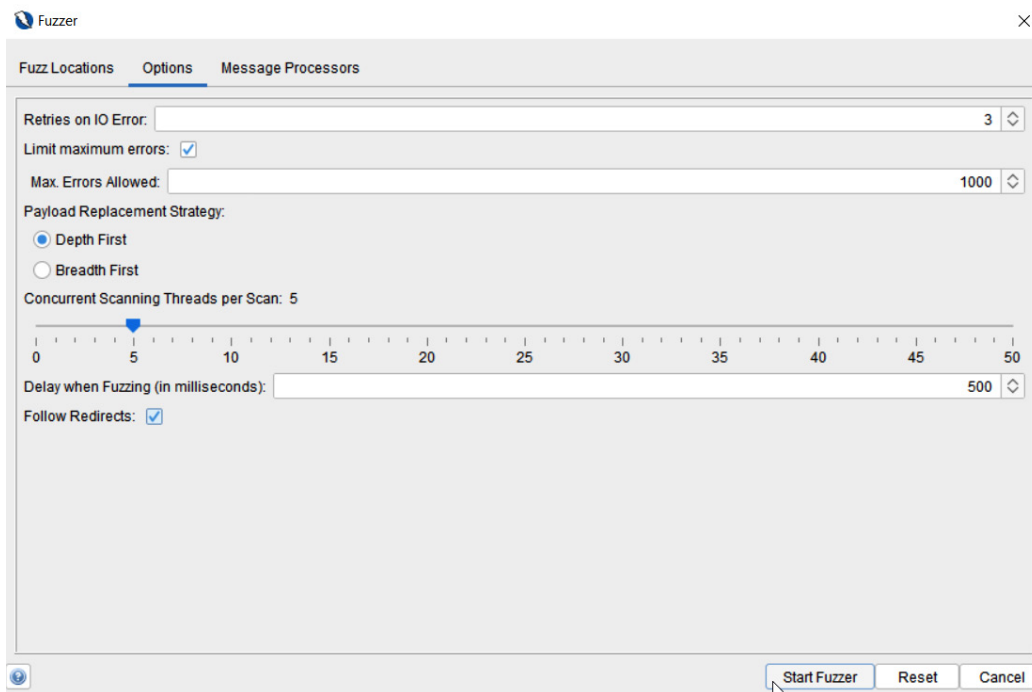 Fuzzer
Fuzz Locations Options Message Processors
Retries on IO Error: 3
Limit maximum errors:
Max. Errors Allowed: 1000
Payload Replacement Strategy:
Depth First
Breadth First
Concurrent Scanning Threads per Scan: 5
0 5 10 15 20 25 30 35 40 45 50
Delay when Fuzzing (in milliseconds): 500
Follow Redirects:
Start Fuzzer Reset Cancel